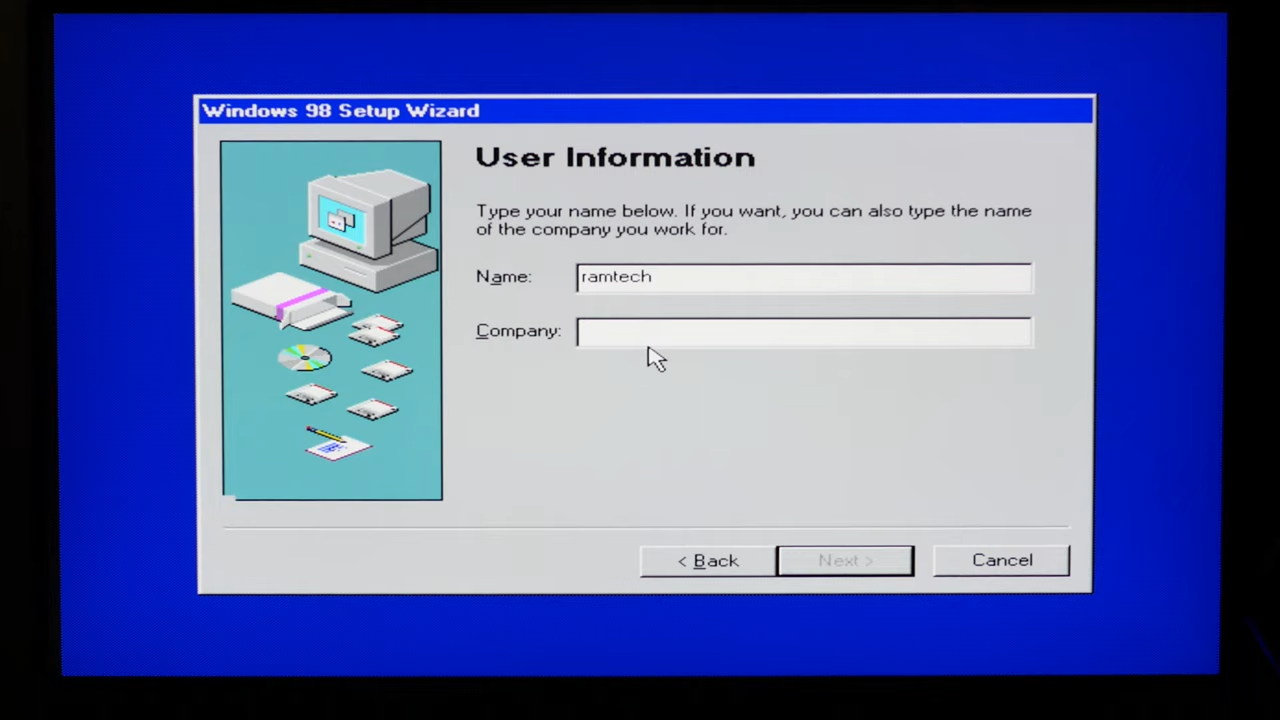 Windows 98 Setup Wizard
User Information
Type your name below. If you want, you can also type the name
of the company you work for.
Name: ramtech
Company:
< Back Next > Cancel